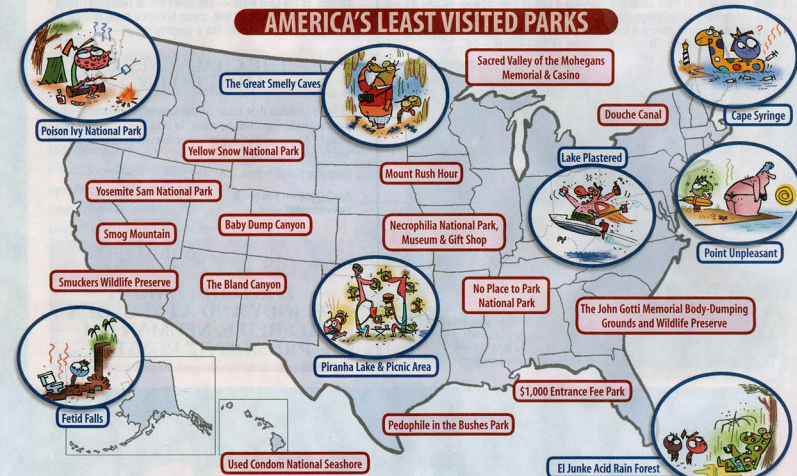 AMERICA'S LEAST VISITED PARKS
Sacred Valley of the Mohegans
Memorial & Casino
The Great Smelly Caves
Poison Ivy National Park
Cape Syringe
Douche Canal
Yellow Snow National Park
Lake Plastered
Mount Rush Hour
Yosemite Sam National Park
Baby Dump Canyon
Necrophilia National Park,
Museum & Gift Shop
Smog Mountain
Point Unpleasant
Smuckers Wildlife Preserve
The Bland Canyon
No Place to Park
National Park
The John Gotti Memorial Body-Dumping
Grounds and Wildlife Preserve
Piranha Lake & Picnic Area
$1,000 Entrance Fee Park
Fetid Falls
Pedophile in the Bushes Park
Used Condom National Seashore
El Junke Acid Rain Forest